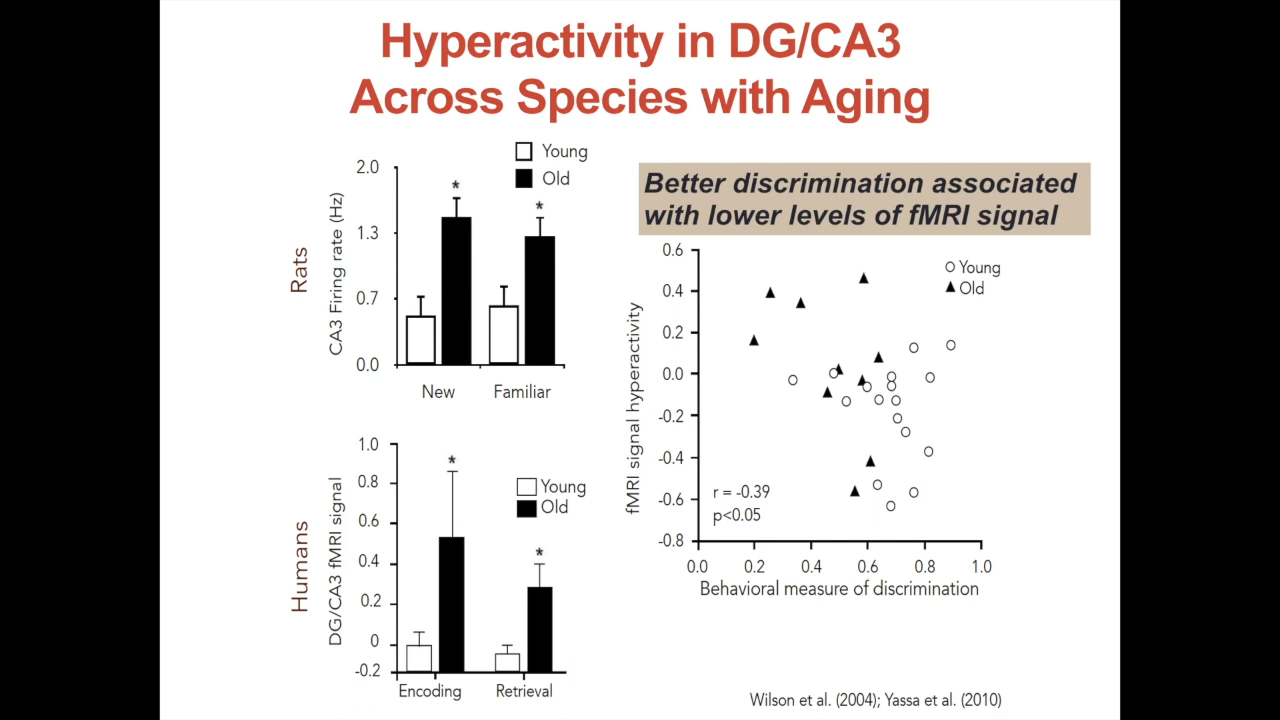 Hyperactivity in DG/CA3
Across Species with Aging
Young
Old
2.0
1.3
0.7
0.0
CA3 Firing rate (Hz)
Rats
*
*
New
Familiar
1.0
0.8
0.6
0.4
0.2
0
-0.2
DG/CA3 fMRI signal
Humans
*
*
Young
Old
Encoding
Retrieval
Better discrimination associated
with lower levels of fMRI signal
0.6
0.4
0.2
0.0
-0.2
-0.4
-0.6
-0.8
fMRI signal hyperactivity
Young
Old
r = -0.39
p<0.05
0.0
0.2
0.4
0.6
0.8
1.0
Behavioral measure of discrimination
Wilson et al. (2004); Yassa et al. (2010)